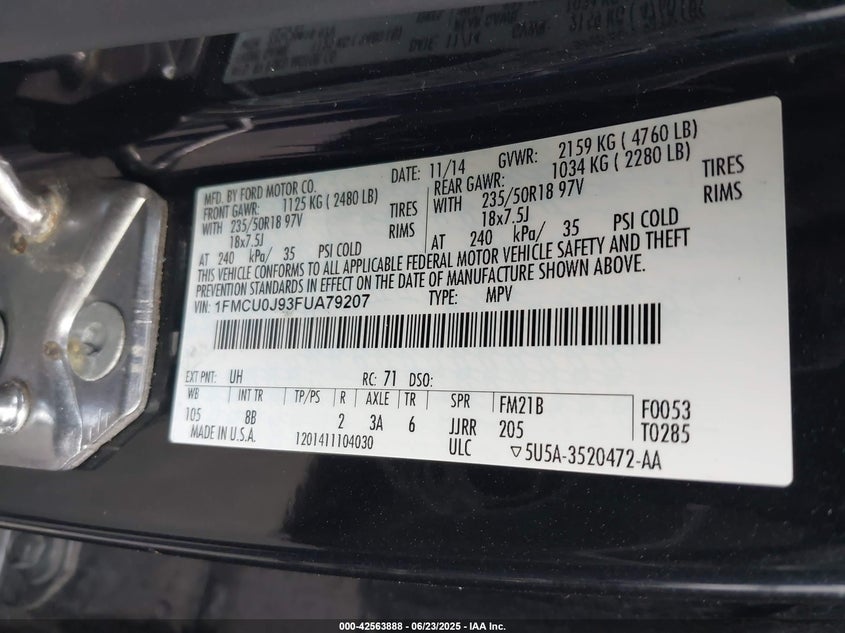 MFD. BY FORD MOTOR CO. DATE: 11/14 GVWR: 2159 KG ( 4760 LB)
FRONT GAWR: 1125 KG ( 2480 LB) REAR GAWR: 1034 KG ( 2280 LB)
WITH 235/50R18 97V TIRES WITH 235/50R18 97V TIRES
18x7.5J RIMS 18x7.5J RIMS
AT 240 kPa/ 35 PSI COLD AT 240 kPa/ 35 PSI COLD
THIS VEHICLE CONFORMS TO ALL APPLICABLE FEDERAL MOTOR VEHICLE SAFETY AND THEFT
PREVENTION STANDARDS IN EFFECT ON THE DATE OF MANUFACTURE SHOWN ABOVE.
VIN: 1FMCU0J93FUA79207 TYPE: MPV
EXT PNT: UH RC: 71 DSO:
WB INT TR TP/PS R AXLE TR SPR FM21B F0053
105 8B 2 3A 6 JJRR 205 T0285
MADE IN U.S.A. 1201411104030 ULC ▽5U5A-3520472-AA
000-42563888 - 06/23/2025 - IAA Inc.